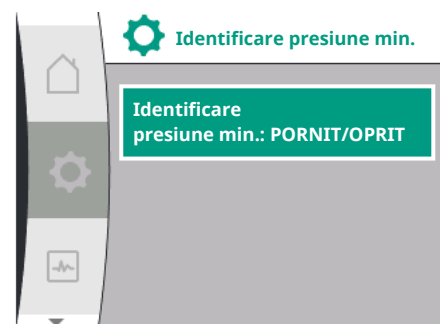 Identificare presiune min.
Identificare
presiune min.: PORNIT/OPRIT